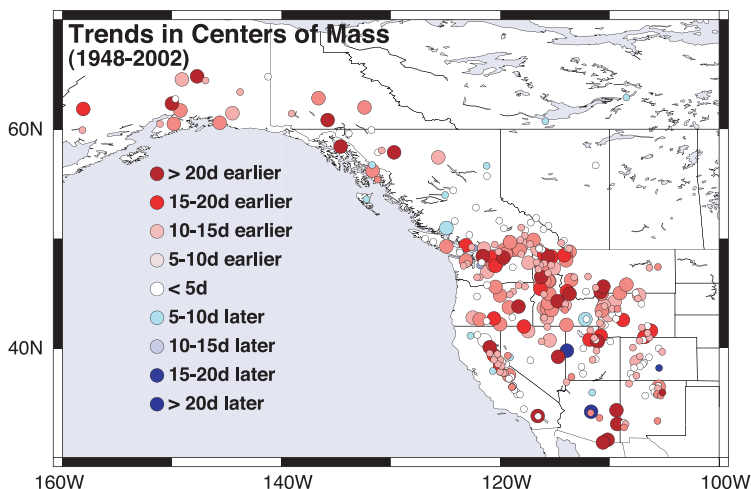 Trends in Centers of Mass
(1948-2002)
60N
> 20d earlier
15-20d earlier
10-15d earlier
5-10d earlier
< 5d
5-10d later
10-15d later
15-20d later
> 20d later
40N
160W 140W 120W 100W